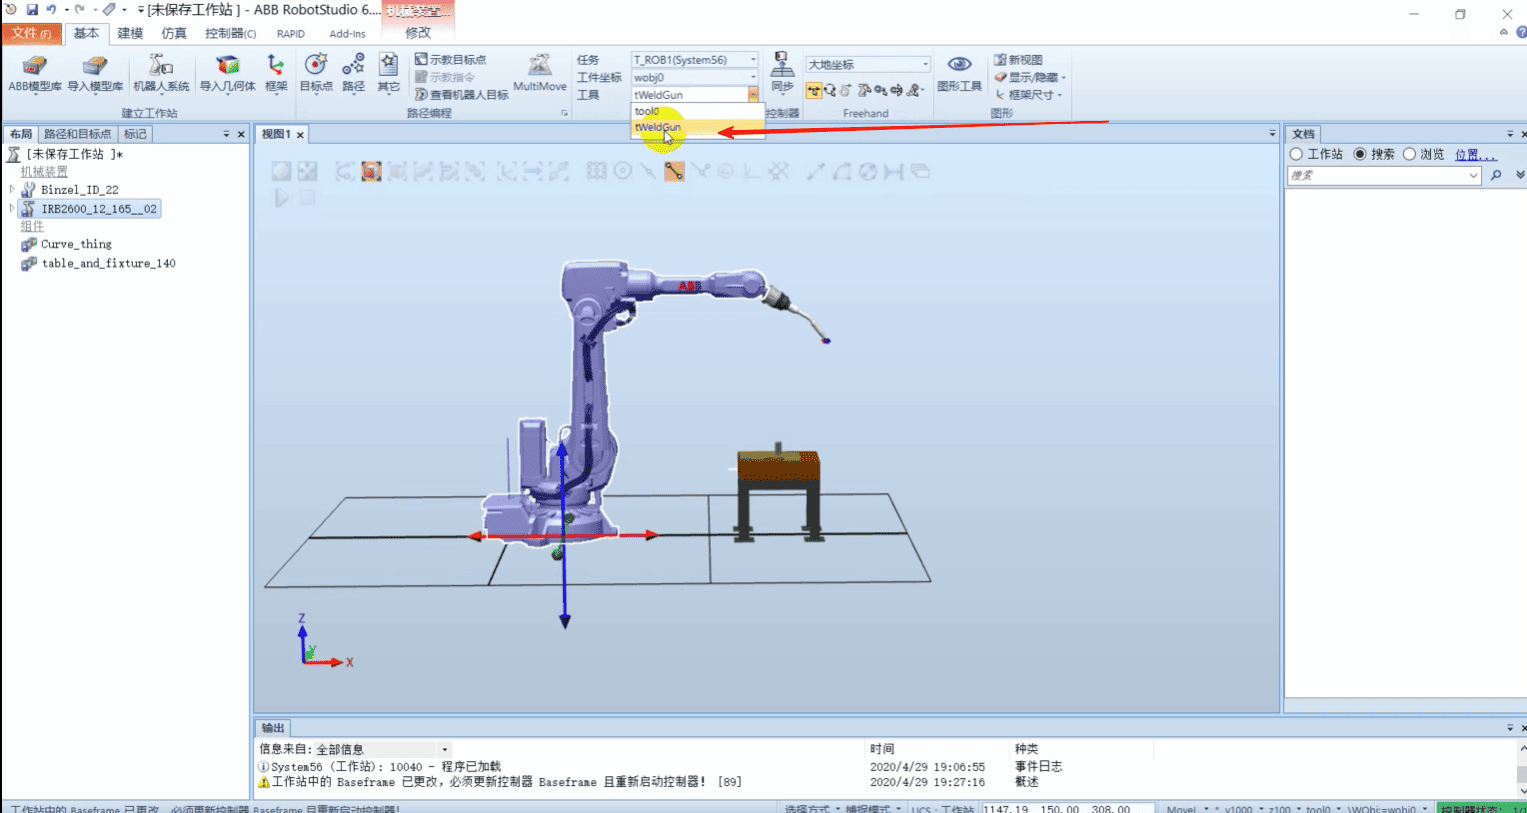 [未保存工作站 ] - ABB RobotStudio 6....
机械装置...
文件(F) 基本 建模 仿真 控制器(C) RAPID Add-Ins 修改
ABB模型库 导入模型库 机器人系统 导入几何体 框架
建立工作站
目标点 路径 其它
示教目标点
示教指令
查看机器人目标
MultiMove
路径编程
任务 T_ROB1(System56)
工件坐标 wobj0
工具 tWeldGun
tool0
tWeldGun
同步
控制器
大地坐标
Freehand
图形工具
新视图
显示/隐藏
框架尺寸
图形
布局 路径和目标点 标记
[未保存工作站 ]*
机械装置
Binzel_ID_22
IRB2600_12_165__02
组件
Curve_thing
table_and_fixture_140
视图1
ABB
Z
Y
X
文档
工作站 搜索 浏览 位置...
搜索
输出
信息来自: 全部信息 时间 种类
System56 (工作站): 10040 - 程序已加载 2020/4/29 19:06:55 事件日志
工作站中的 Baseframe 已更改，必须更新控制器 Baseframe 且重新启动控制器! [89] 2020/4/29 19:27:16 概述
工作站中的 Baseframe 已更改，必须更新控制器 Baseframe 且重新启动控制器! 选择方式 捕捉模式 UCS : 工作站 1147.19 150.00 308.00 MoveL * v1000 z100 tool0 \WObj:=wobj0 控制器状态: 1/1